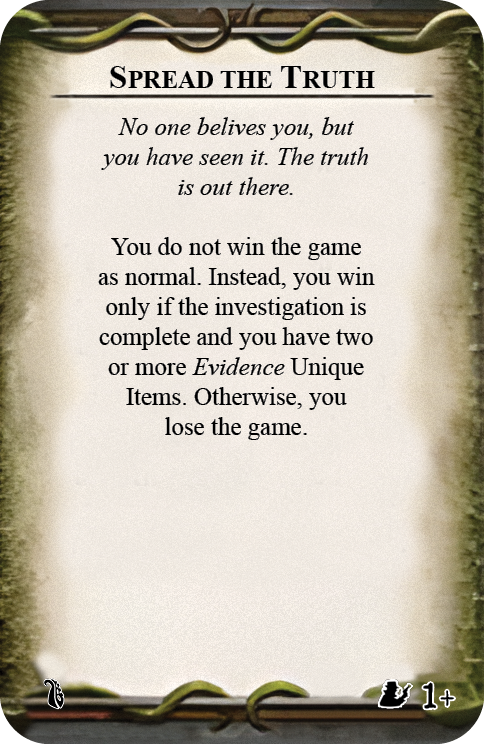 SPREAD THE TRUTH
No one belives you, but
you have seen it. The truth
is out there.
You do not win the game
as normal. Instead, you win
only if the investigation is
complete and you have two
or more Evidence Unique
Items. Otherwise, you
lose the game.
1+